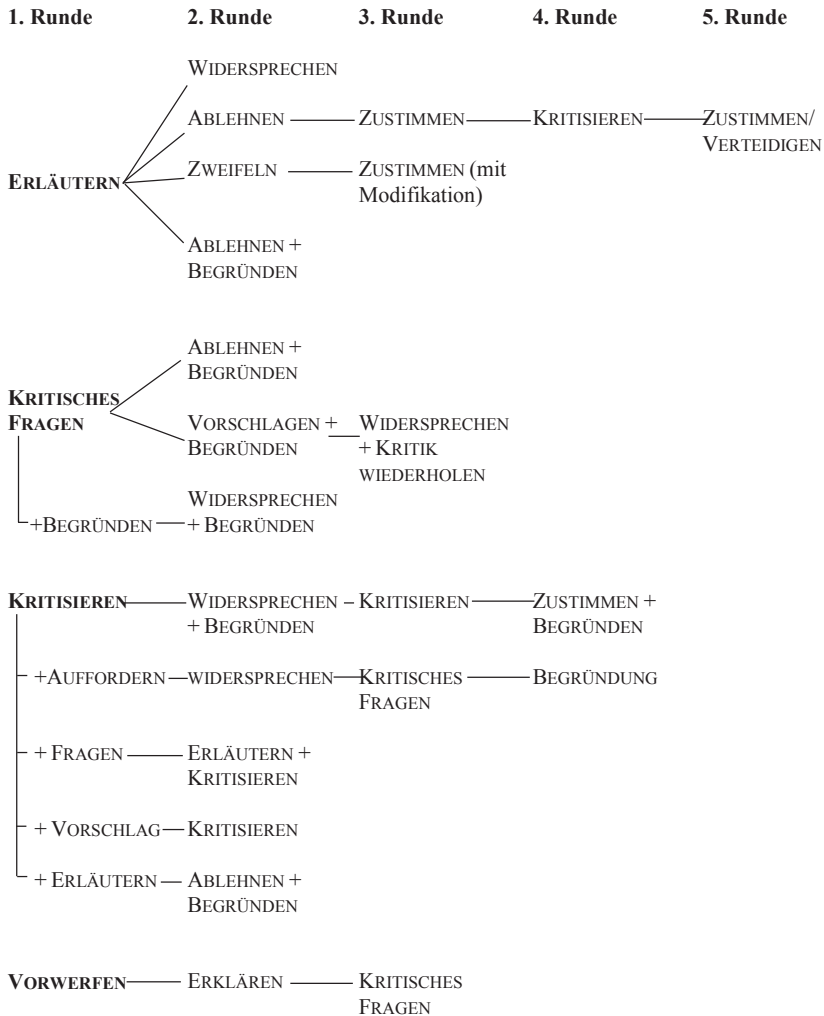 1. Runde 2. Runde 3. Runde 4. Runde 5. Runde
WIDERSPRECHEN
ABLEHNEN ZUSTIMMEN KRITISIEREN ZUSTIMMEN/
VERTEIDIGEN
ERLÄUTERN
ZWEIFELN ZUSTIMMEN (mit
Modifikation)
ABLEHNEN +
BEGRÜNDEN
ABLEHNEN +
BEGRÜNDEN
KRITISCHES
FRAGEN
VORSCHLAGEN +
BEGRÜNDEN
WIDERSPRECHEN
+ KRITIK
WIEDERHOLEN
+BEGRÜNDEN
WIDERSPRECHEN
+ BEGRÜNDEN
KRITISIEREN WIDERSPRECHEN KRITISIEREN ZUSTIMMEN +
+ BEGRÜNDEN BEGRÜNDEN
+AUFFORDERN WIDERSPRECHEN KRITISCHES BEGRÜNDUNG
FRAGEN
+ FRAGEN ERLÄUTERN +
KRITISIEREN
+ VORSCHLAG KRITISIEREN
+ ERLÄUTERN ABLEHNEN +
BEGRÜNDEN
VORWERFEN ERKLÄREN KRITISCHES
FRAGEN